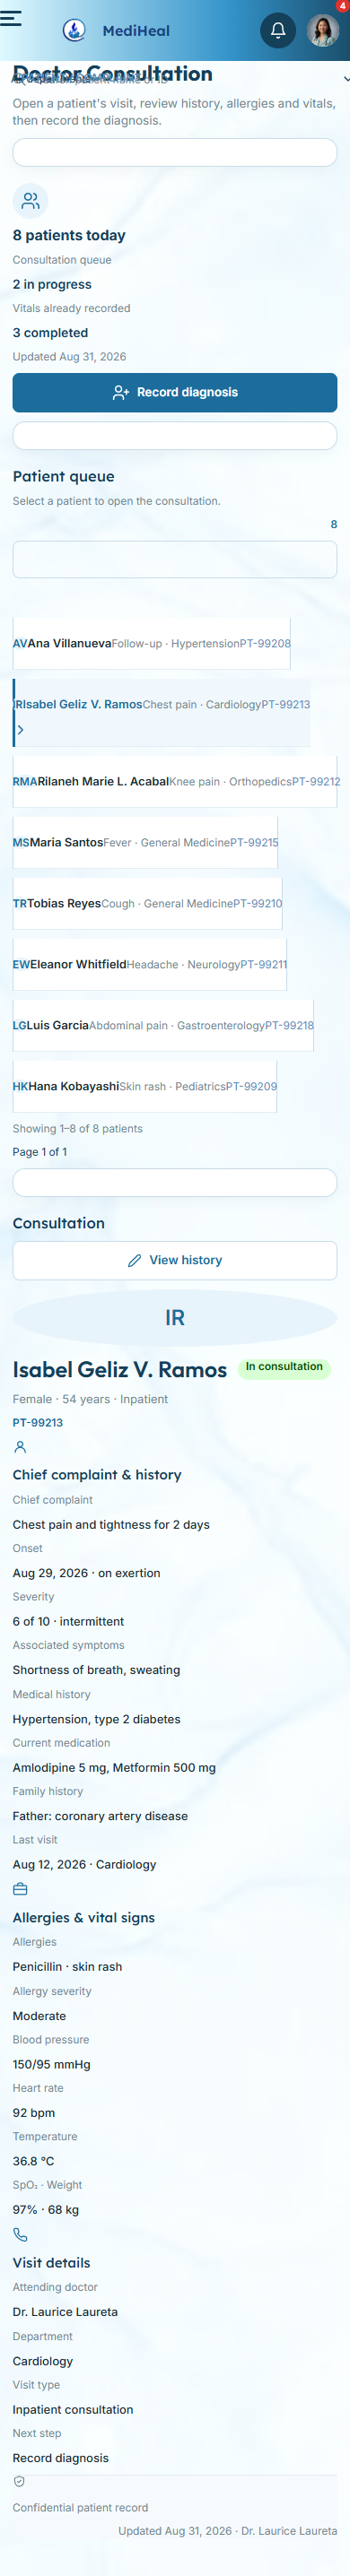 4
MediHeal
Doctor Consultation
Open a patient's visit, review history, allergies and vitals,
then record the diagnosis.
8 patients today
Consultation queue
2 in progress
Vitals already recorded
3 completed
Updated Aug 31, 2026
Record diagnosis
Patient queue
Select a patient to open the consultation.
8
AVAna VillanuevaFollow-up · HypertensionPT-99208
IRIsabel Geliz V. RamosChest pain · CardiologyPT-99213
RMARilaneh Marie L. AcabalKnee pain · OrthopedicsPT-99212
MSMaria SantosFever · General MedicinePT-99215
TRTobias ReyesCough · General MedicinePT-99210
EWEleanor WhitfieldHeadache · NeurologyPT-99211
LGLuis GarciaAbdominal pain · GastroenterologyPT-99218
HKHana KobayashiSkin rash · PediatricsPT-99209
Showing 1–8 of 8 patients
Page 1 of 1
Consultation
View history
IR
Isabel Geliz V. Ramos In consultation
Female · 54 years · Inpatient
PT-99213
Chief complaint & history
Chief complaint
Chest pain and tightness for 2 days
Onset
Aug 29, 2026 · on exertion
Severity
6 of 10 · intermittent
Associated symptoms
Shortness of breath, sweating
Medical history
Hypertension, type 2 diabetes
Current medication
Amlodipine 5 mg, Metformin 500 mg
Family history
Father: coronary artery disease
Last visit
Aug 12, 2026 · Cardiology
Allergies & vital signs
Allergies
Penicillin · skin rash
Allergy severity
Moderate
Blood pressure
150/95 mmHg
Heart rate
92 bpm
Temperature
36.8 °C
SpO₂ · Weight
97% · 68 kg
Visit details
Attending doctor
Dr. Laurice Laureta
Department
Cardiology
Visit type
Inpatient consultation
Next step
Record diagnosis
Confidential patient record
Updated Aug 31, 2026 · Dr. Laurice Laureta